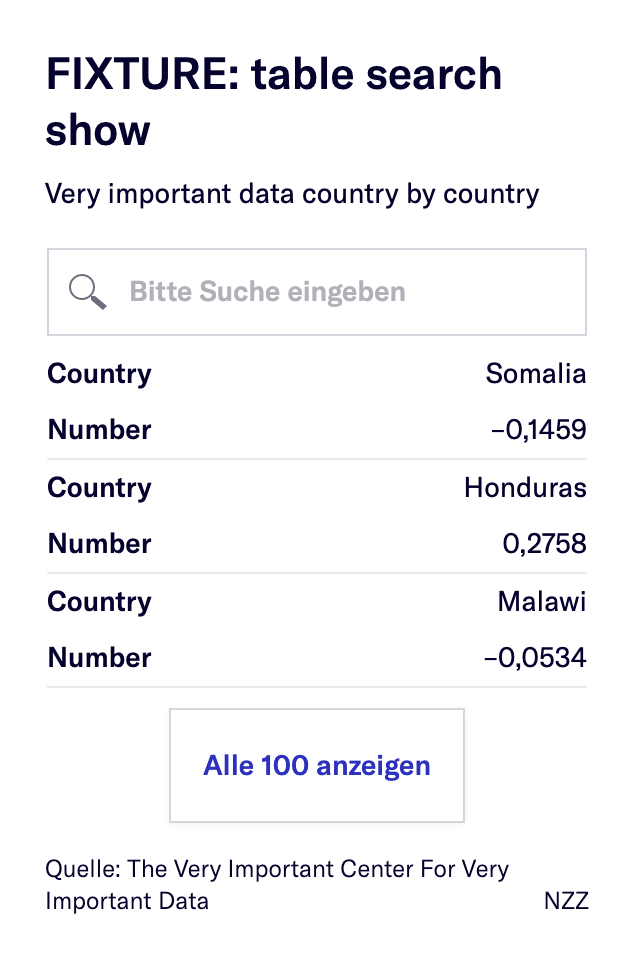 FIXTURE: table search
show
Very important data country by country
Bitte Suche eingeben
Country Somalia
Number −0,1459
Country Honduras
Number 0,2758
Country Malawi
Number −0,0534
Alle 100 anzeigen
Quelle: The Very Important Center For Very
Important Data NZZ